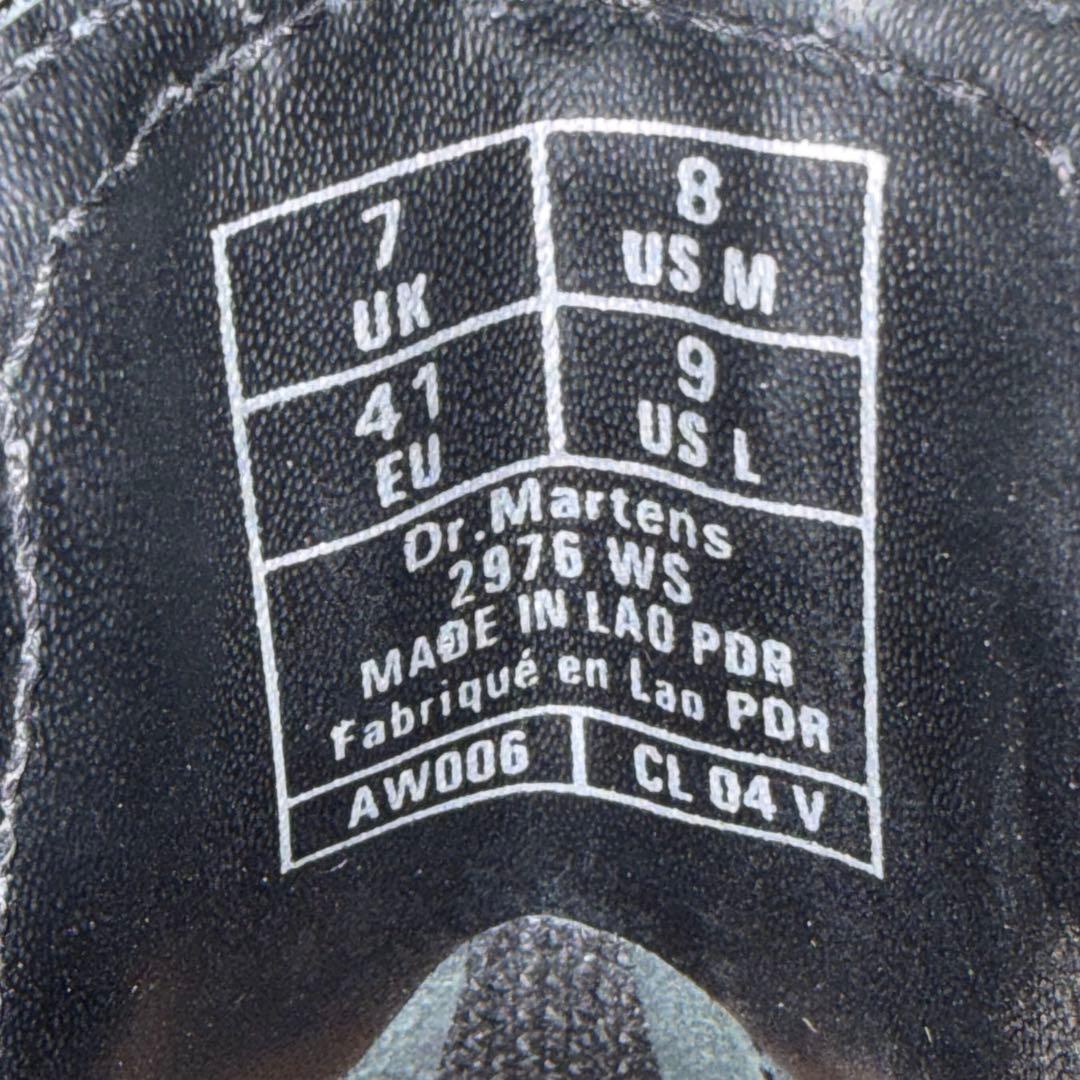 7
UK
8
US M
41
EU
9
US L
Dr. Martens
2976 WS
MADE IN LAO PDR
Fabriqué en Lao PDR
AW006
CL 04 V